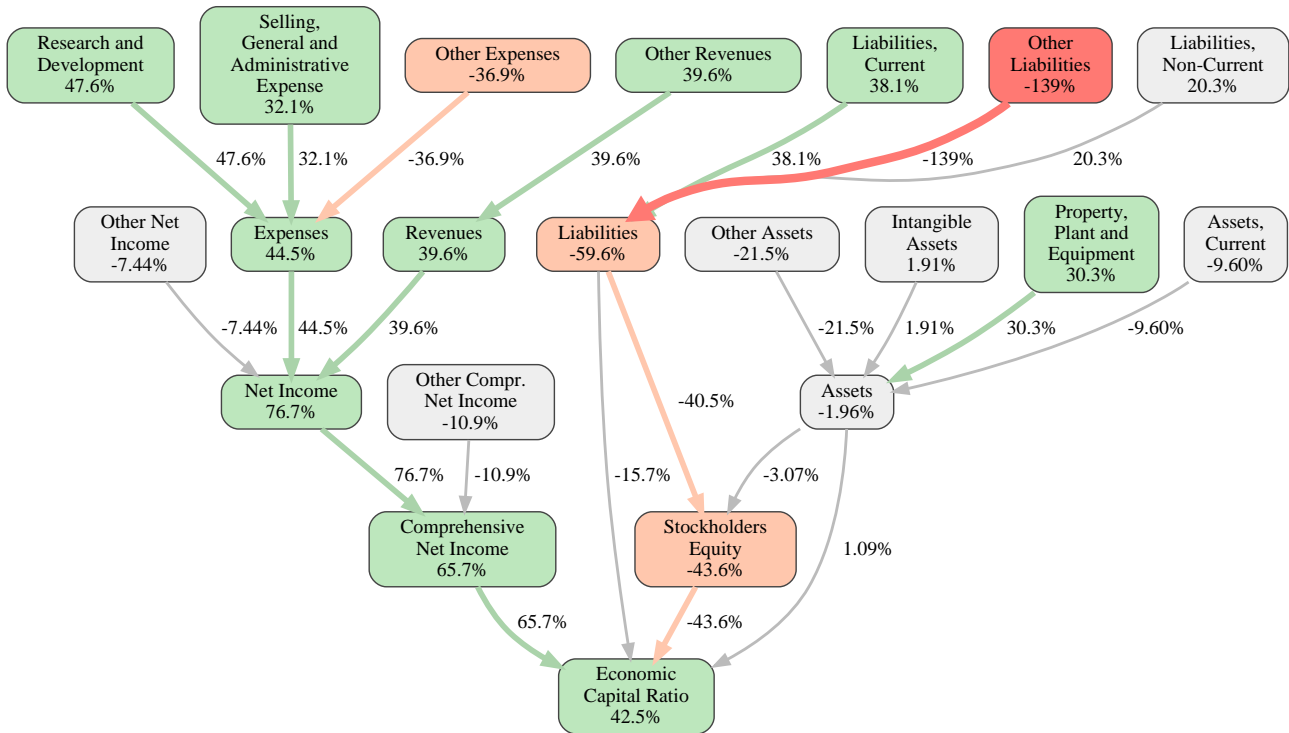 Research and
Development
47.6%
Selling,
General and
Administrative
Expense
32.1%
Other Expenses
-36.9%
Other Revenues
39.6%
Liabilities,
Current
38.1%
Other
Liabilities
-139%
Liabilities,
Non-Current
20.3%
47.6%
32.1%
-36.9%
39.6%
38.1%
-139%
20.3%
Other Net
Income
-7.44%
Expenses
44.5%
Revenues
39.6%
Liabilities
-59.6%
Other Assets
-21.5%
Intangible
Assets
1.91%
Property,
Plant and
Equipment
30.3%
Assets,
Current
-9.60%
-7.44%
44.5%
39.6%
-21.5%
1.91%
30.3%
-9.60%
Net Income
76.7%
Other Compr.
Net Income
-10.9%
-40.5%
Assets
-1.96%
76.7%
-10.9%
-15.7%
-3.07%
Comprehensive
Net Income
65.7%
Stockholders
Equity
-43.6%
1.09%
65.7%
-43.6%
Economic
Capital Ratio
42.5%